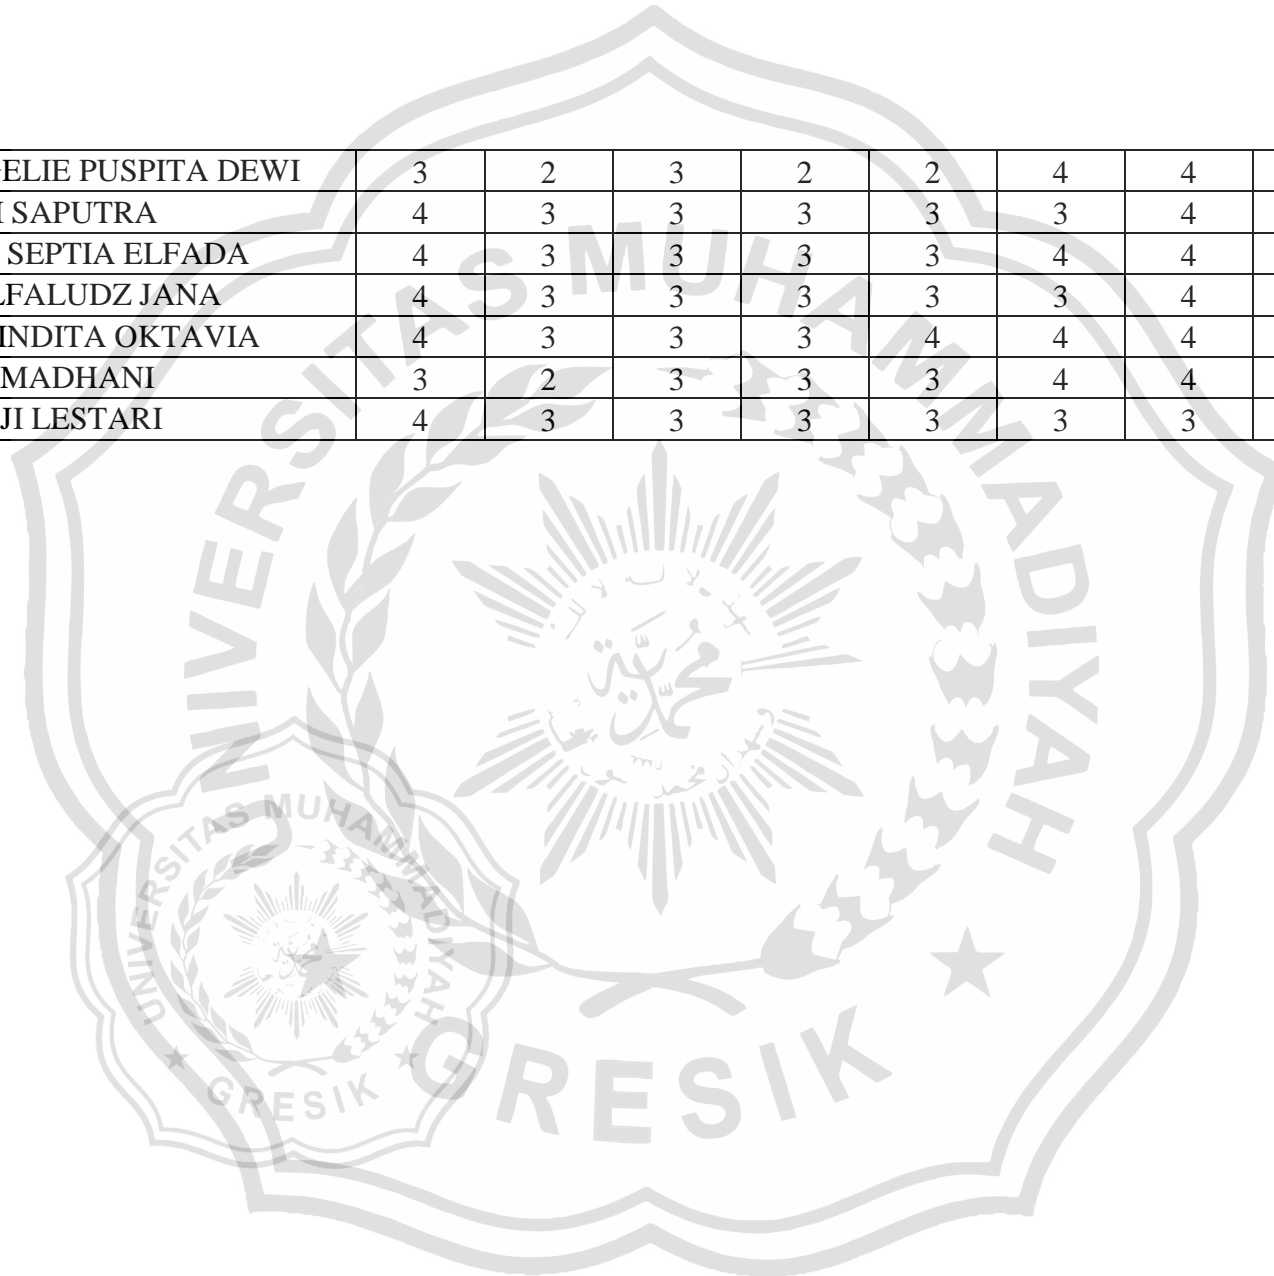 ELIE PUSPITA DEWI 3 2 3 2 2 4 4
I SAPUTRA 4 3 3 3 3 3 4
SEPTIA ELFADA 4 3 3 3 3 4 4
LFALUDZ JANA 4 3 3 3 3 3 4
INDITA OKTAVIA 4 3 3 3 4 4 4
MADHANI 3 2 3 3 3 4 4
JI LESTARI 4 3 3 3 3 3 3
UNIVERSITAS MUHAMMADIYAH
GRESIK
UNIVERSITAS MUHAMMADIYAH
GRESIK